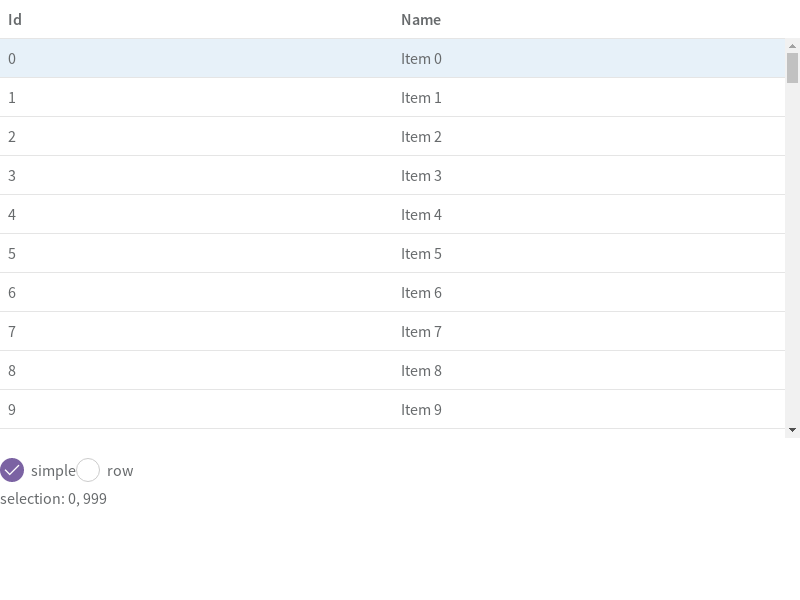 Id Name
0 Item 0
1 Item 1
2 Item 2
3 Item 3
4 Item 4
5 Item 5
6 Item 6
7 Item 7
8 Item 8
9 Item 9
simple row
selection: 0, 999